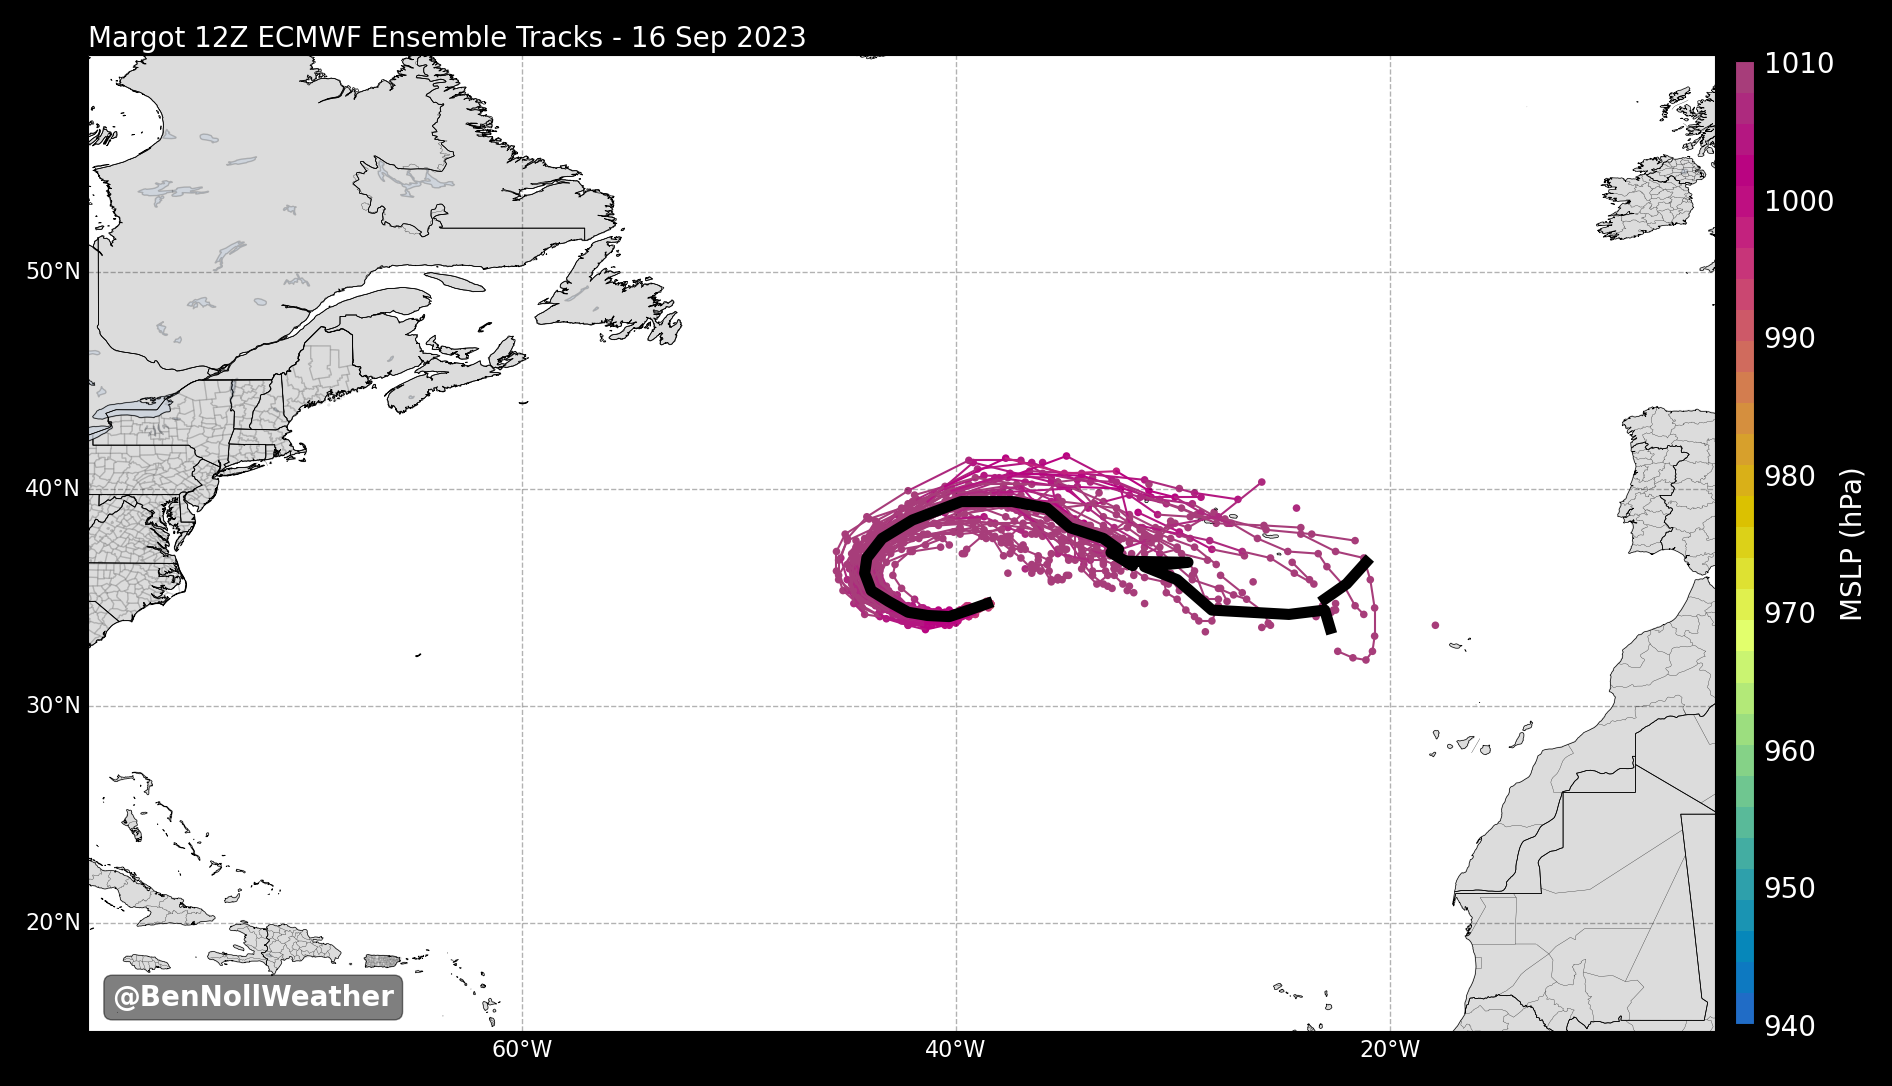 Margot 12Z ECMWF Ensemble Tracks - 16 Sep 2023
1010
1000
990
980
970
960
950
940
MSLP (hPa)
50°N
40°N
30°N
20°N
60°W
40°W
20°W
@BenNollWeather